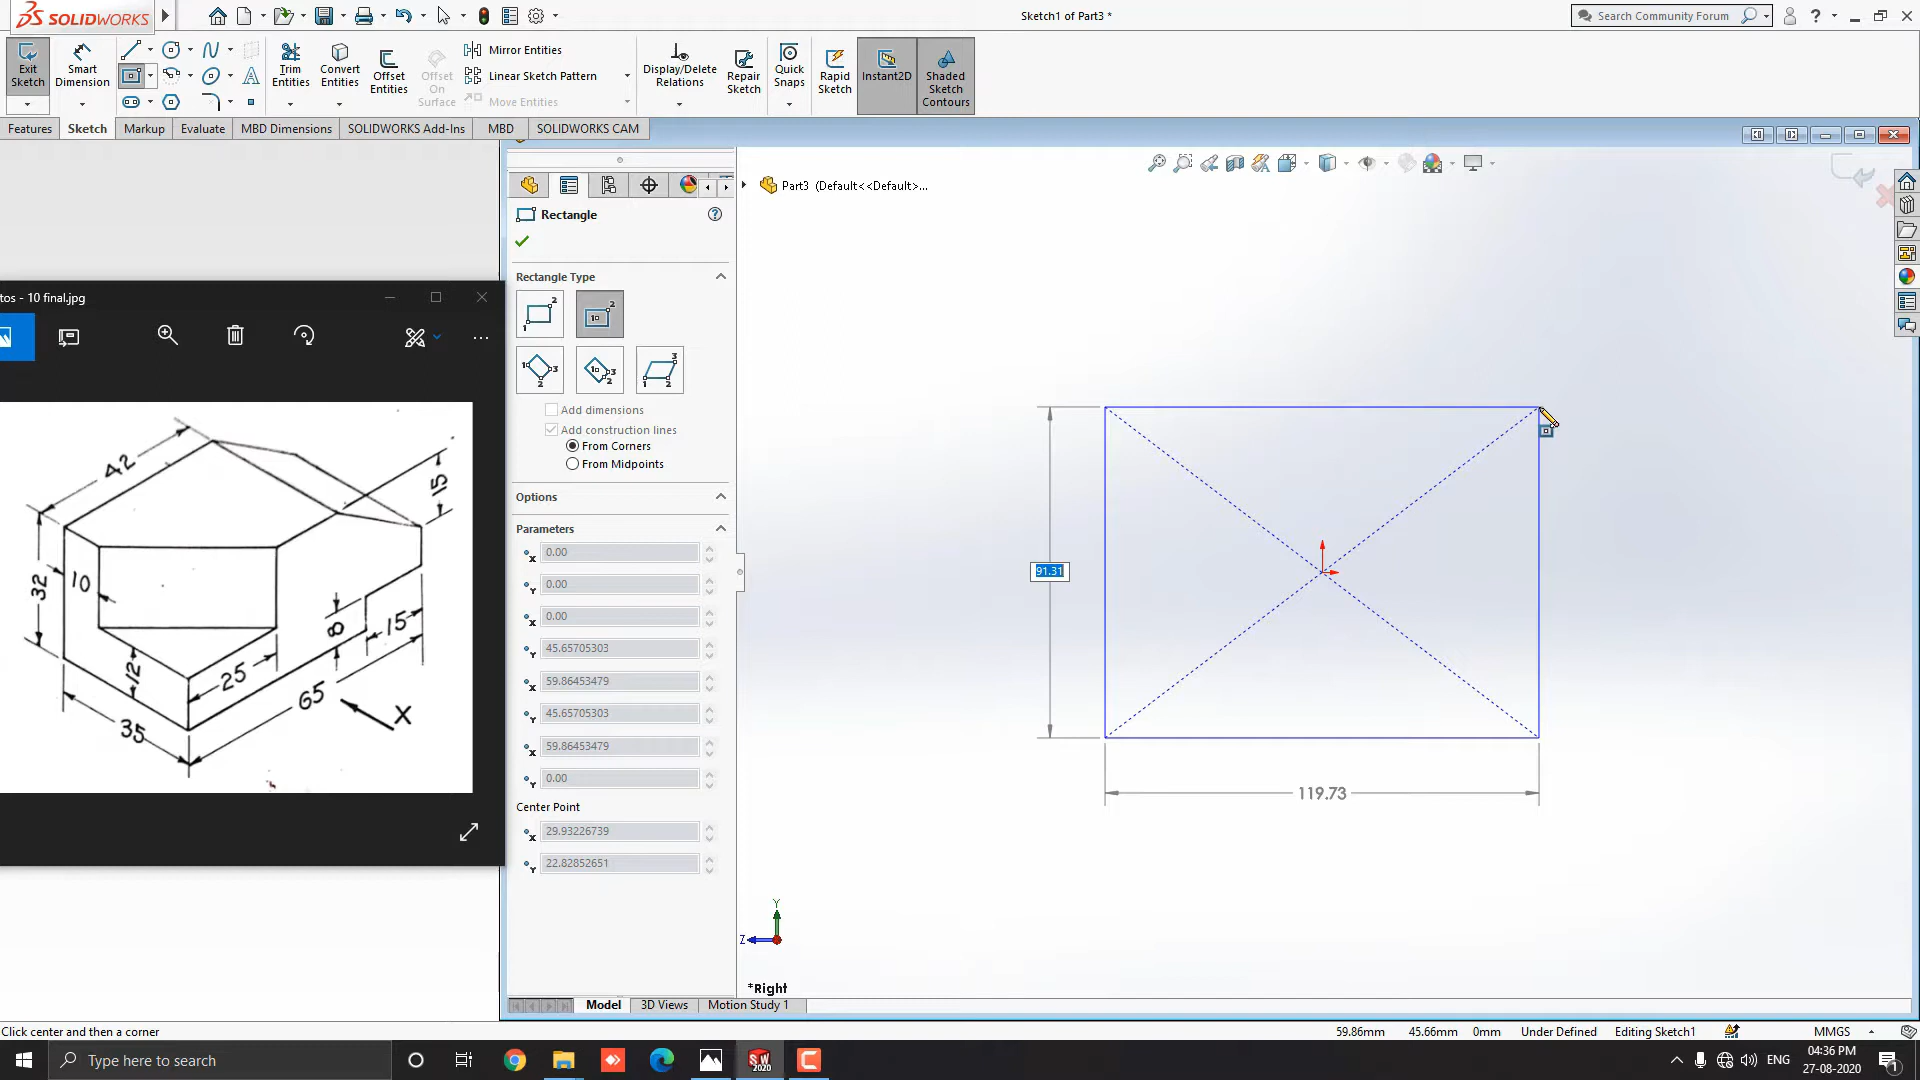 SOLIDWORKS
Sketch1 of Part3 *
Search Community Forum
Exit
Sketch
Smart
Dimension
Trim
Entities
Convert
Entities
Offset
Entities
Offset
On
Surface
Mirror Entities
Linear Sketch Pattern
Move Entities
Display/Delete
Relations
Repair
Sketch
Quick
Snaps
Rapid
Sketch
Instant2D
Shaded
Sketch
Contours
Features
Sketch
Markup
Evaluate
MBD Dimensions
SOLIDWORKS Add-Ins
MBD
SOLIDWORKS CAM
Part3 (Default<<Default>...
Rectangle
Rectangle Type
Add dimensions
Add construction lines
From Corners
From Midpoints
Options
Parameters
0.00
0.00
0.00
45.65705303
59.86453479
45.65705303
59.86453479
0.00
Center Point
29.93226739
22.82852651
tos - 10 final.jpg
42
15
32
10
8
15
12
25
65
35
X
91.31
119.73
Y
Z
*Right
Model
3D Views
Motion Study 1
Click center and then a corner
59.86mm
45.66mm
0mm
Under Defined
Editing Sketch1
MMGS
Type here to search
SW
2020
ENG
04:36 PM
27-08-2020
1